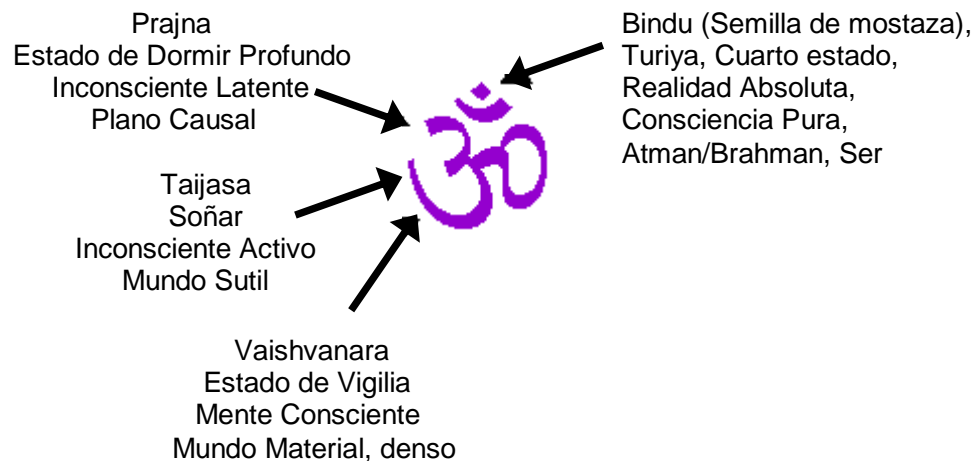 Prajna
Estado de Dormir Profundo
Inconsciente Latente
Plano Causal
Bindu (Semilla de mostaza),
Turiya, Cuarto estado,
Realidad Absoluta,
Consciencia Pura,
Atman/Brahman, Ser
ॐ
Taijasa
Soñar
Inconsciente Activo
Mundo Sutil
Vaishvanara
Estado de Vigilia
Mente Consciente
Mundo Material, denso